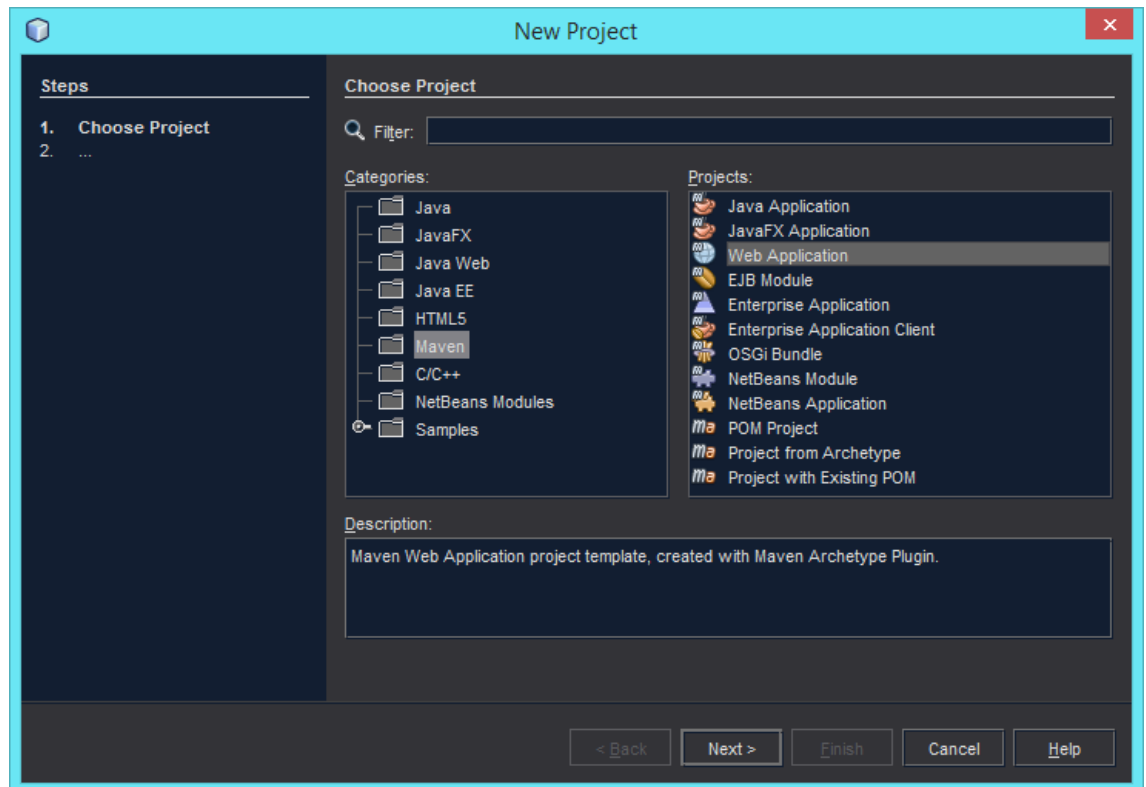 New Project
Steps
1. Choose Project
2. ...
Choose Project
Filter:
Categories:
Java
JavaFX
Java Web
Java EE
HTML5
Maven
C/C++
NetBeans Modules
Samples
Projects:
Java Application
JavaFX Application
Web Application
EJB Module
Enterprise Application
Enterprise Application Client
OSGi Bundle
NetBeans Module
NetBeans Application
POM Project
Project from Archetype
Project with Existing POM
Description:
Maven Web Application project template, created with Maven Archetype Plugin.
< Back
Next >
Finish
Cancel
Help